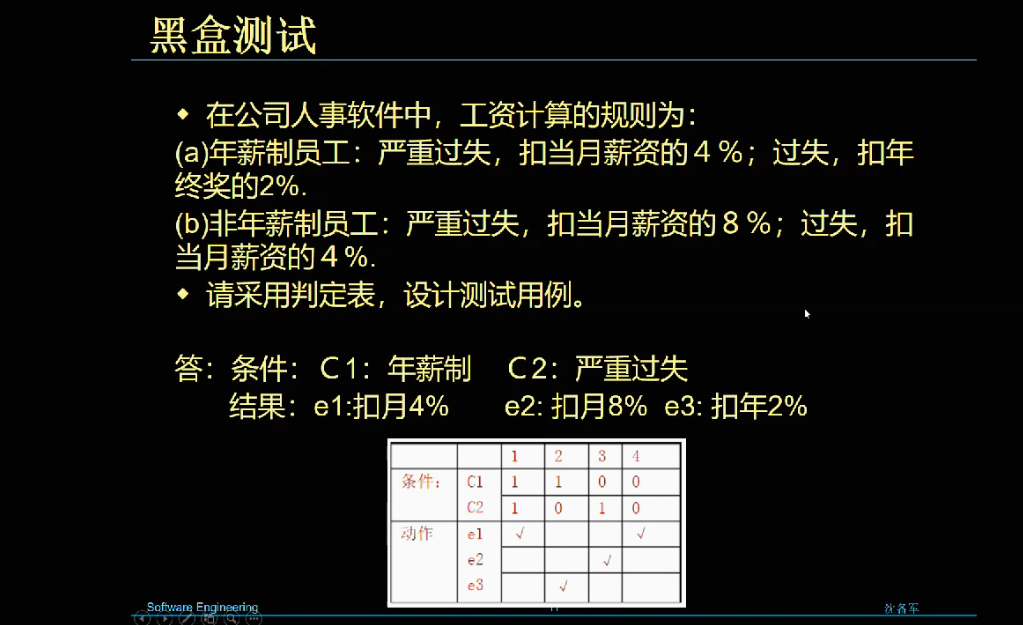 黑盒测试
◆ 在公司人事软件中，工资计算的规则为：
(a)年薪制员工：严重过失，扣当月薪资的４％；过失，扣年
终奖的2%.
(b)非年薪制员工：严重过失，扣当月薪资的８％；过失，扣
当月薪资的４％.
◆ 请采用判定表，设计测试用例。
答：条件：Ｃ1：年薪制 Ｃ2：严重过失
结果：e1:扣月4% e2: 扣月8% e3: 扣年2%
1 2 3 4
条件： C1 1 1 0 0
C2 1 0 1 0
动作 e1 √ √
e2 √
e3 √
Software Engineering